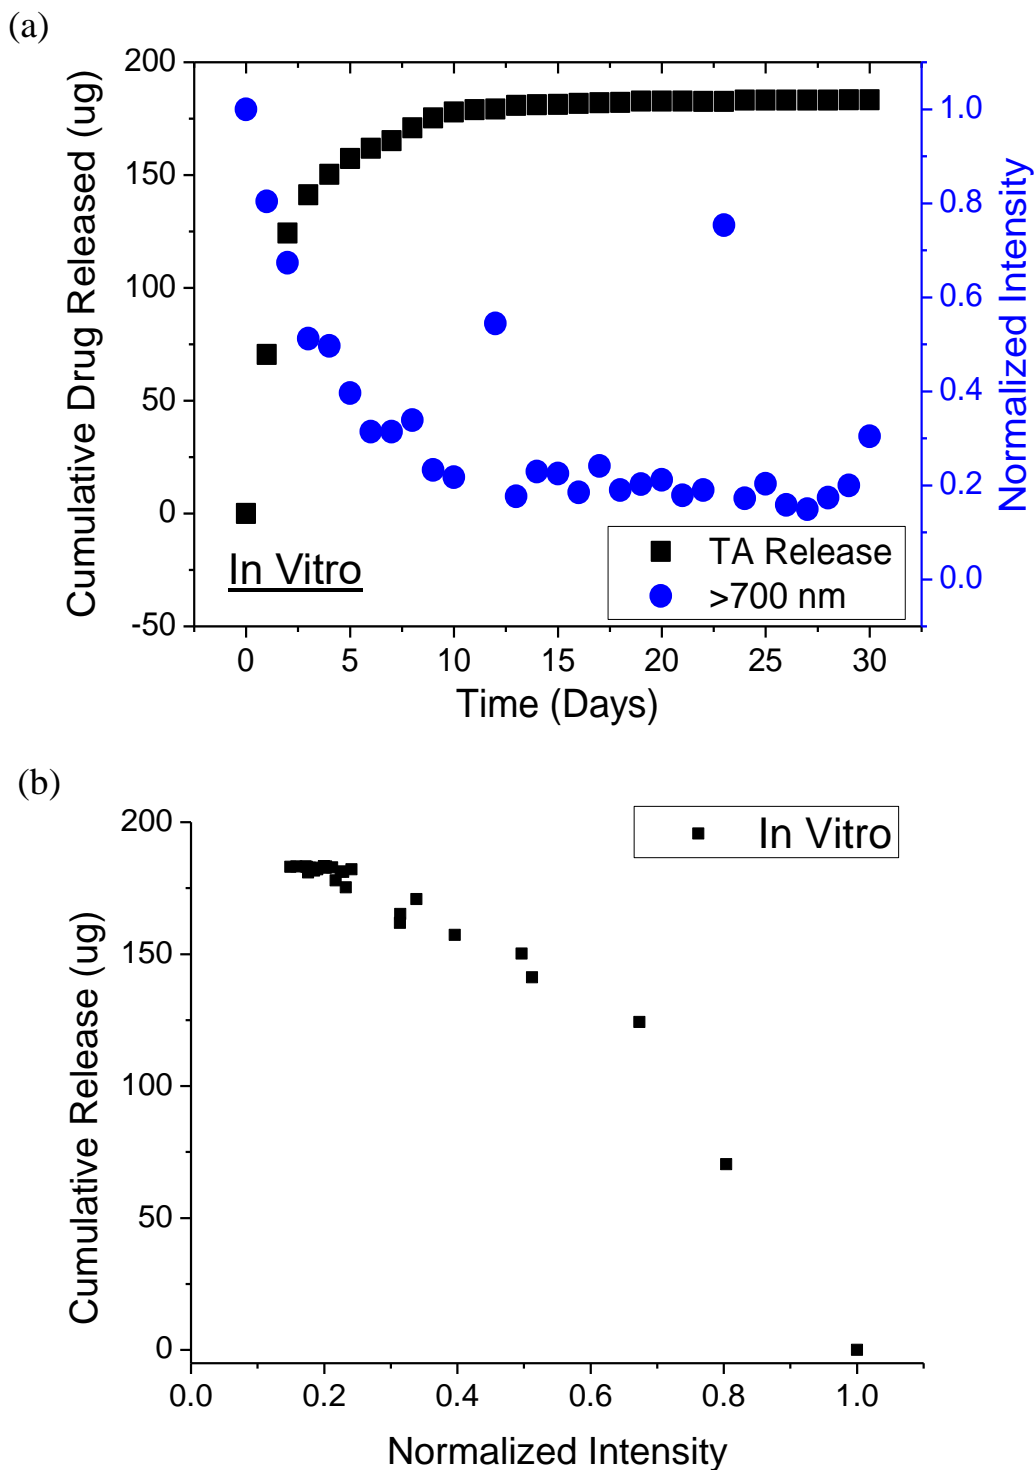 (a)
200
150
100
50
0
-50
Cumulative Drug Released (ug)
1.0
0.8
0.6
0.4
0.2
0.0
Normalized Intensity
In Vitro
TA Release
>700 nm
0 5 10 15 20 25 30
Time (Days)
(b)
200
150
100
50
0
Cumulative Release (ug)
In Vitro
0.0 0.2 0.4 0.6 0.8 1.0
Normalized Intensity